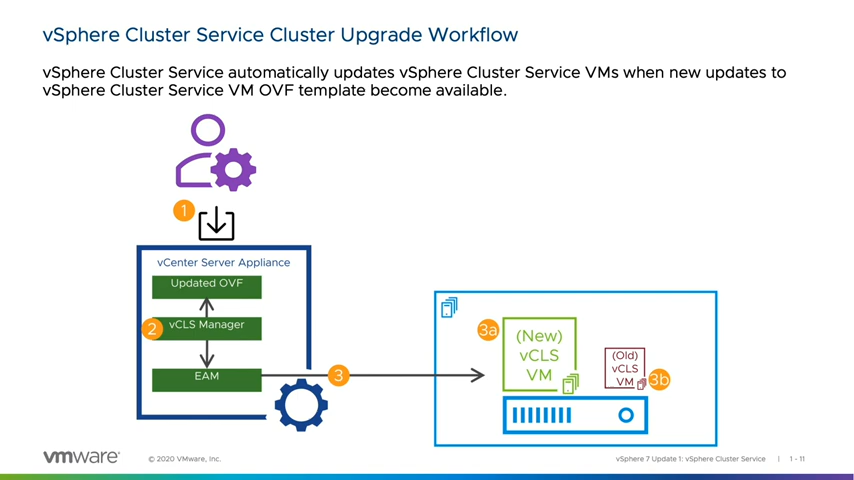 vSphere Cluster Service Cluster Upgrade Workflow
vSphere Cluster Service automatically updates vSphere Cluster Service VMs when new updates to
vSphere Cluster Service VM OVF template become available.
1
vCenter Server Appliance
Updated OVF
2
vCLS Manager
EAM
3
3a
(New)
vCLS
VM
(Old)
vCLS
VM
3b
vmware
© 2020 VMware, Inc.
vSphere 7 Update 1: vSphere Cluster Service | 1 - 11